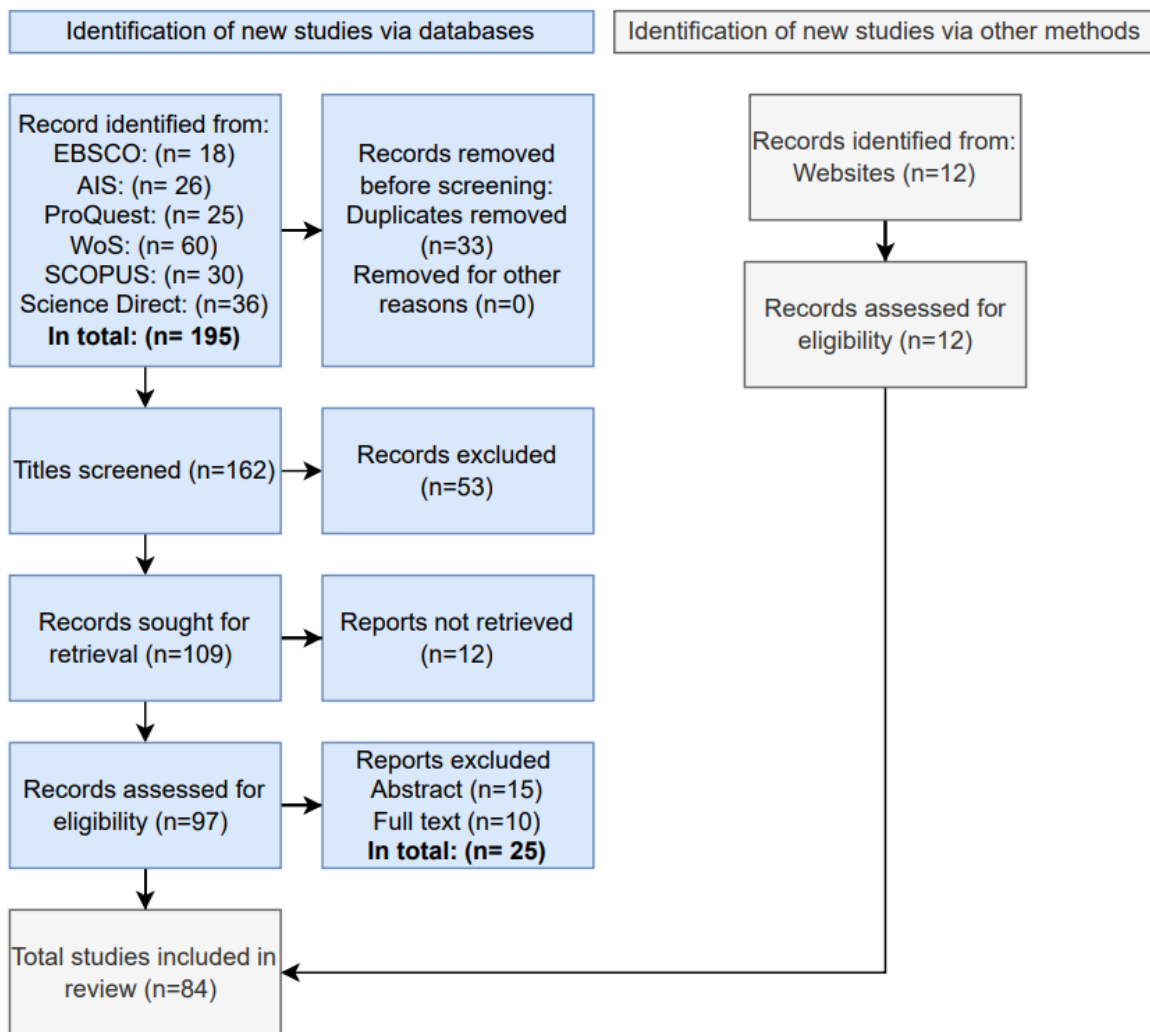 Identification of new studies via databases
Identification of new studies via other methods
Record identified from:
EBSCO: (n= 18)
AIS: (n= 26)
ProQuest: (n= 25)
WoS: (n= 60)
SCOPUS: (n= 30)
Science Direct: (n=36)
In total: (n= 195)
Records removed
before screening:
Duplicates removed
(n=33)
Removed for other
reasons (n=0)
Records identified from:
Websites (n=12)
Records assessed for
eligibility (n=12)
Titles screened (n=162)
Records excluded
(n=53)
Records sought for
retrieval (n=109)
Reports not retrieved
(n=12)
Records assessed for
eligibility (n=97)
Reports excluded
Abstract (n=15)
Full text (n=10)
In total: (n= 25)
Total studies included in
review (n=84)